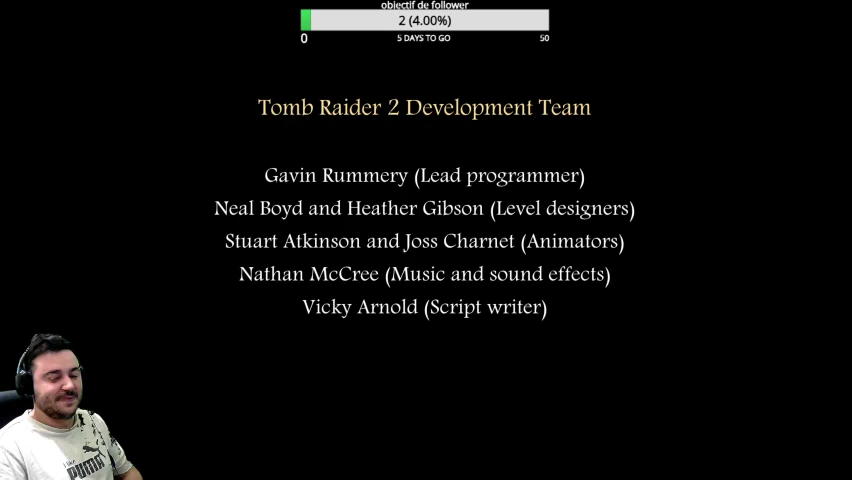 objectif de follower
2 (4.00%)
0 5 DAYS TO GO 50
Tomb Raider 2 Development Team
Gavin Rummery (Lead programmer)
Neal Boyd and Heather Gibson (Level designers)
Stuart Atkinson and Joss Charnet (Animators)
Nathan McCree (Music and sound effects)
Vicky Arnold (Script writer)
PUMA